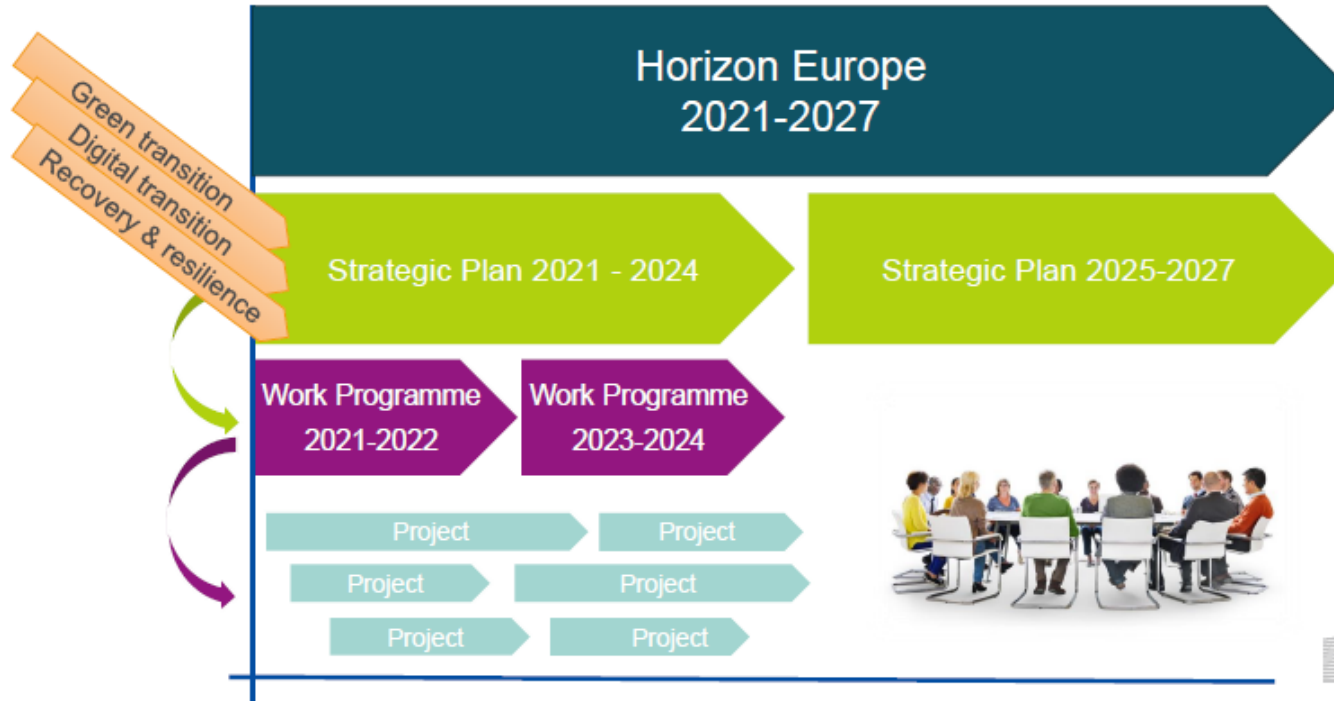 Horizon Europe
2021-2027
Green transition
Digital transition
Recovery & resilience
Strategic Plan 2021 - 2024
Strategic Plan 2025-2027
Work Programme
2021-2022
Work Programme
2023-2024
Project
Project
Project
Project
Project
Project